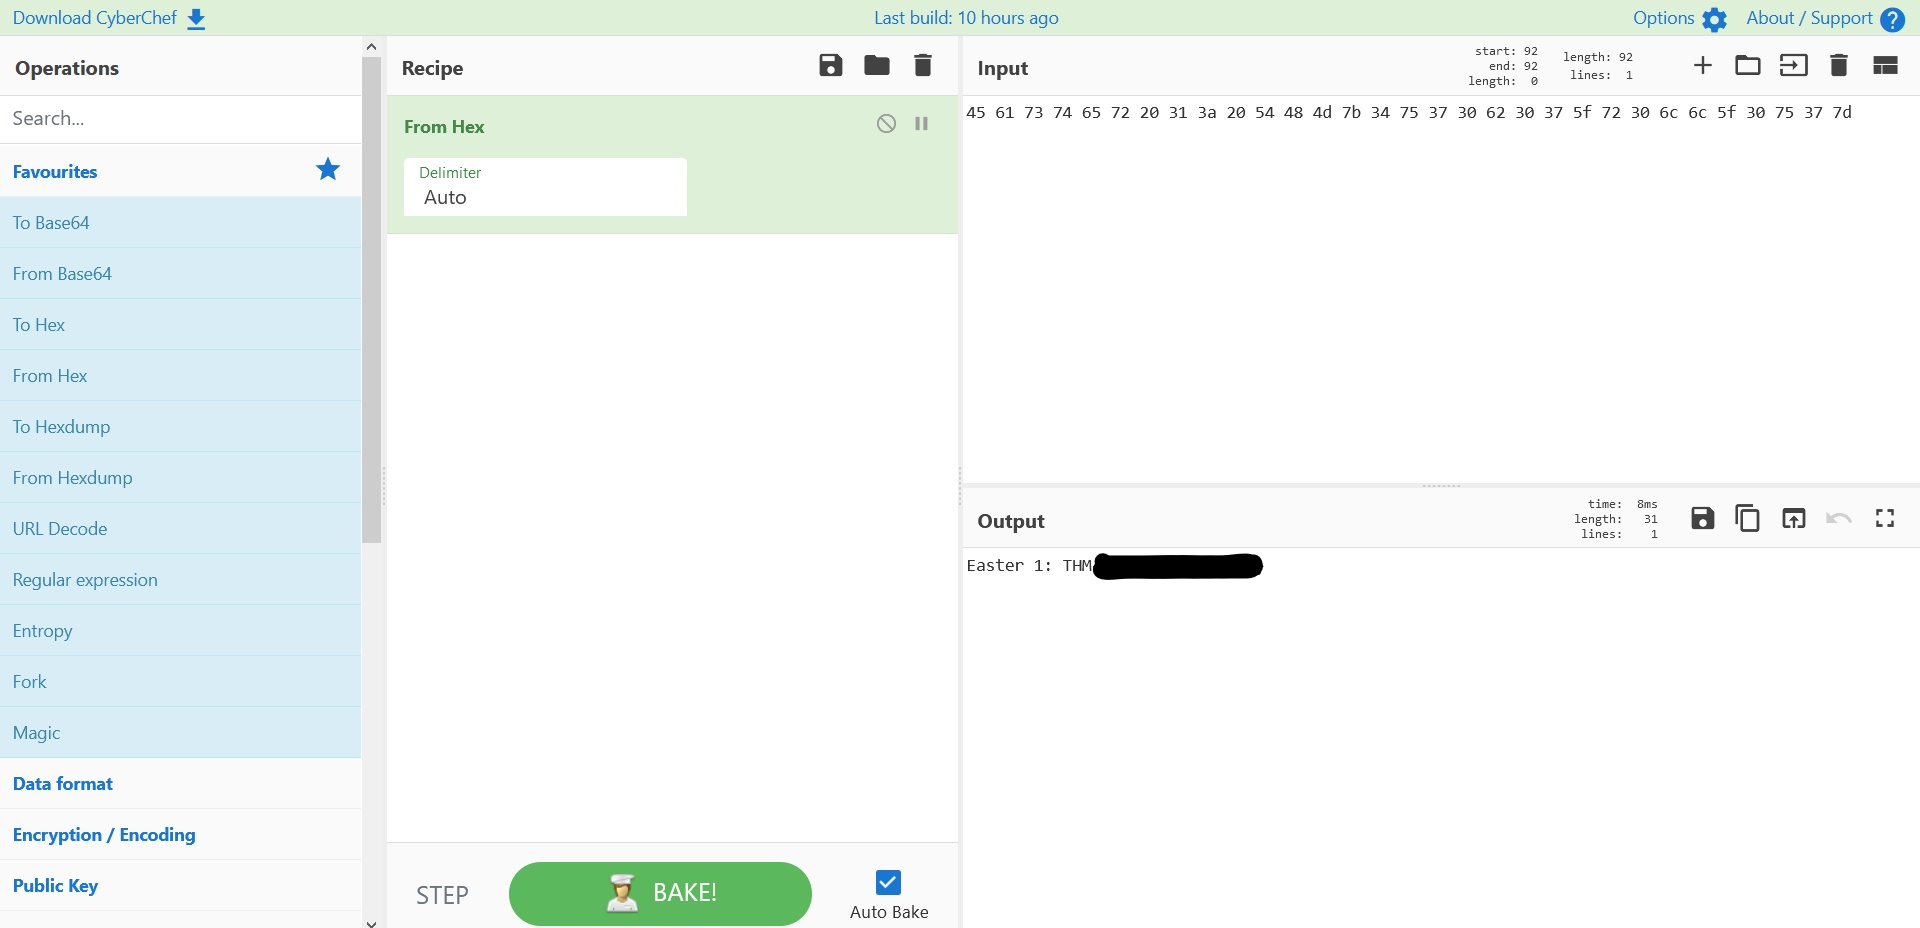 Download CyberChef
Last build: 10 hours ago
Options
About / Support
Operations
Search...
Favourites
To Base64
From Base64
To Hex
From Hex
To Hexdump
From Hexdump
URL Decode
Regular expression
Entropy
Fork
Magic
Data format
Encryption / Encoding
Public Key
Recipe
From Hex
Delimiter
Auto
STEP
BAKE!
Auto Bake
Input
start: 92
end: 92
length: 0
length: 92
lines: 1
45 61 73 74 65 72 20 31 3a 20 54 48 4d 7b 34 75 37 30 62 30 37 5f 72 30 6c 6c 5f 30 75 37 7d
Output
time: 8ms
length: 31
lines: 1
Easter 1: THM